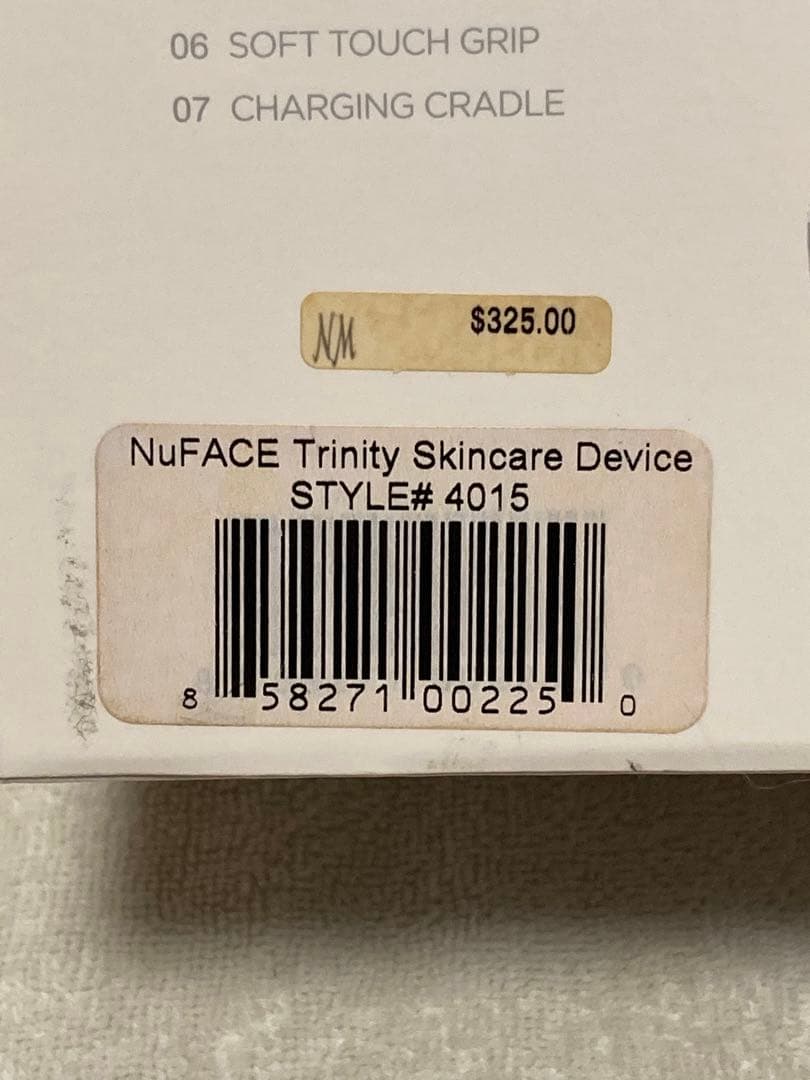 06 SOFT TOUCH GRIP
07 CHARGING CRADLE
NM $325.00
NuFACE Trinity Skincare Device
STYLE# 4015
8 58271 00225 0